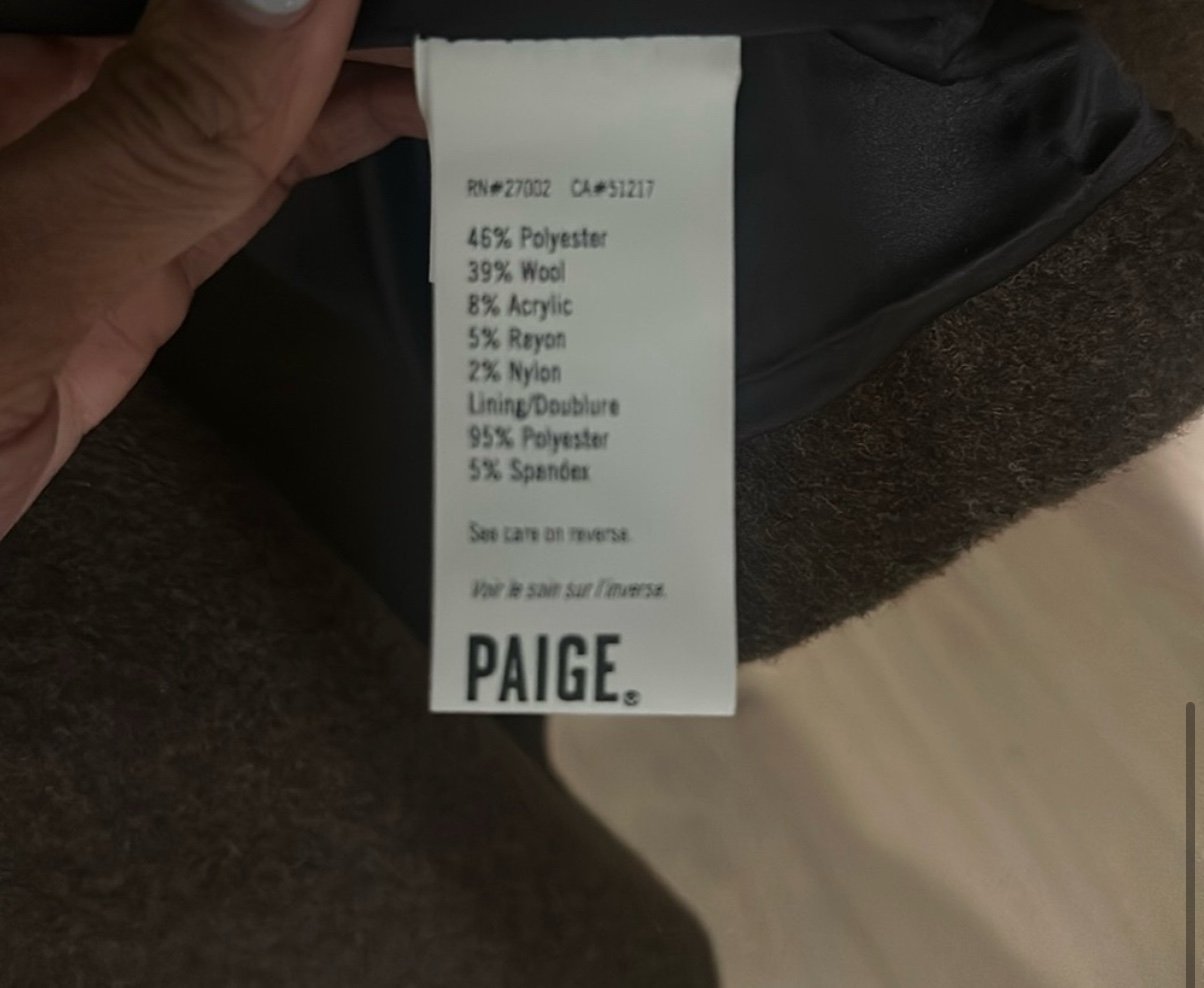 RN#27002 CA#51217
46% Polyester
39% Wool
8% Acrylic
5% Rayon
2% Nylon
Lining/Doublure
95% Polyester
5% Spandex
See care on reverse.
Voir le soin sur l'inverse.
PAIGE®